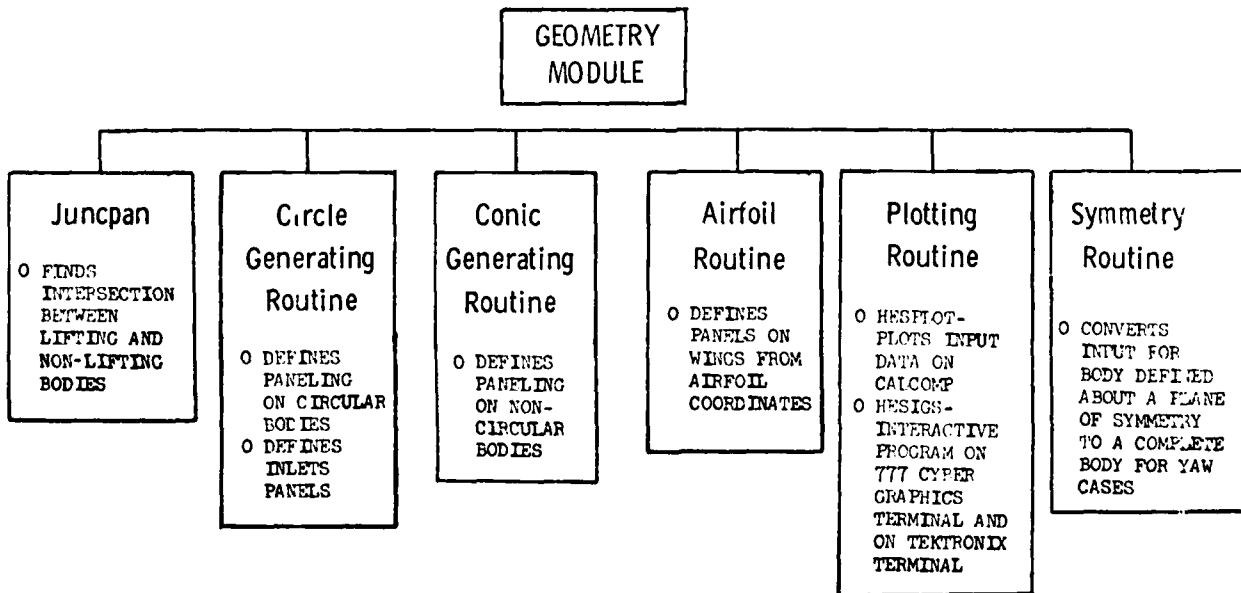 GEOMETRY
MODULE
Juncpan
O FINDS
INTERSECTION
BETWEEN
LIFTING AND
NON-LIFTING
BODIES
Circle
Generating
Routine
O DEFINES
PANELING
ON CIRCULAR
BODIES
O DEFINES
INLETS
PANELS
Conic
Generating
Routine
O DEFINES
PANELING
ON NON-
CIRCULAR
BODIES
Airfoil
Routine
O DEFINES
PANELS ON
WINGS FROM
AIRFOIL
COORDINATES
Plotting
Routine
O HESPLOT-
PLOTS INPUT
DATA ON
CALCOMP
O HESIGS-
INTERACTIVE
PROGRAM ON
777 CYBER
GRAPHICS
TERMINAL AND
ON TEKTRONIX
TERMINAL
Symmetry
Routine
O CONVERTS
INPUT FOR
BODY DEFINED
ABOUT A PLANE
OF SYMMETRY
TO A COMPLETE
BODY FOR YAW
CASES